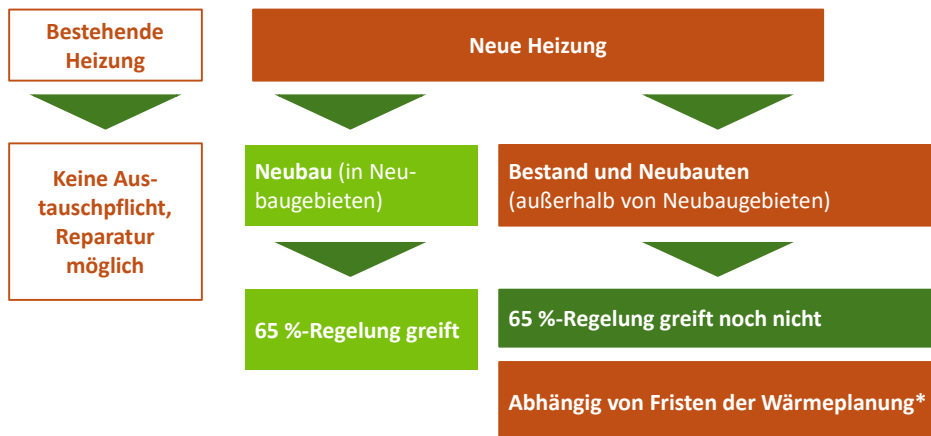 Bestehende
Heizung
Neue Heizung
Keine Aus-
tauschpflicht,
Reparatur
möglich
Neubau (in Neu-
baugebieten)
Bestand und Neubauten
(außerhalb von Neubaugebieten)
65 %-Regelung greift
65 %-Regelung greift noch nicht
Abhängig von Fristen der Wärmeplanung*